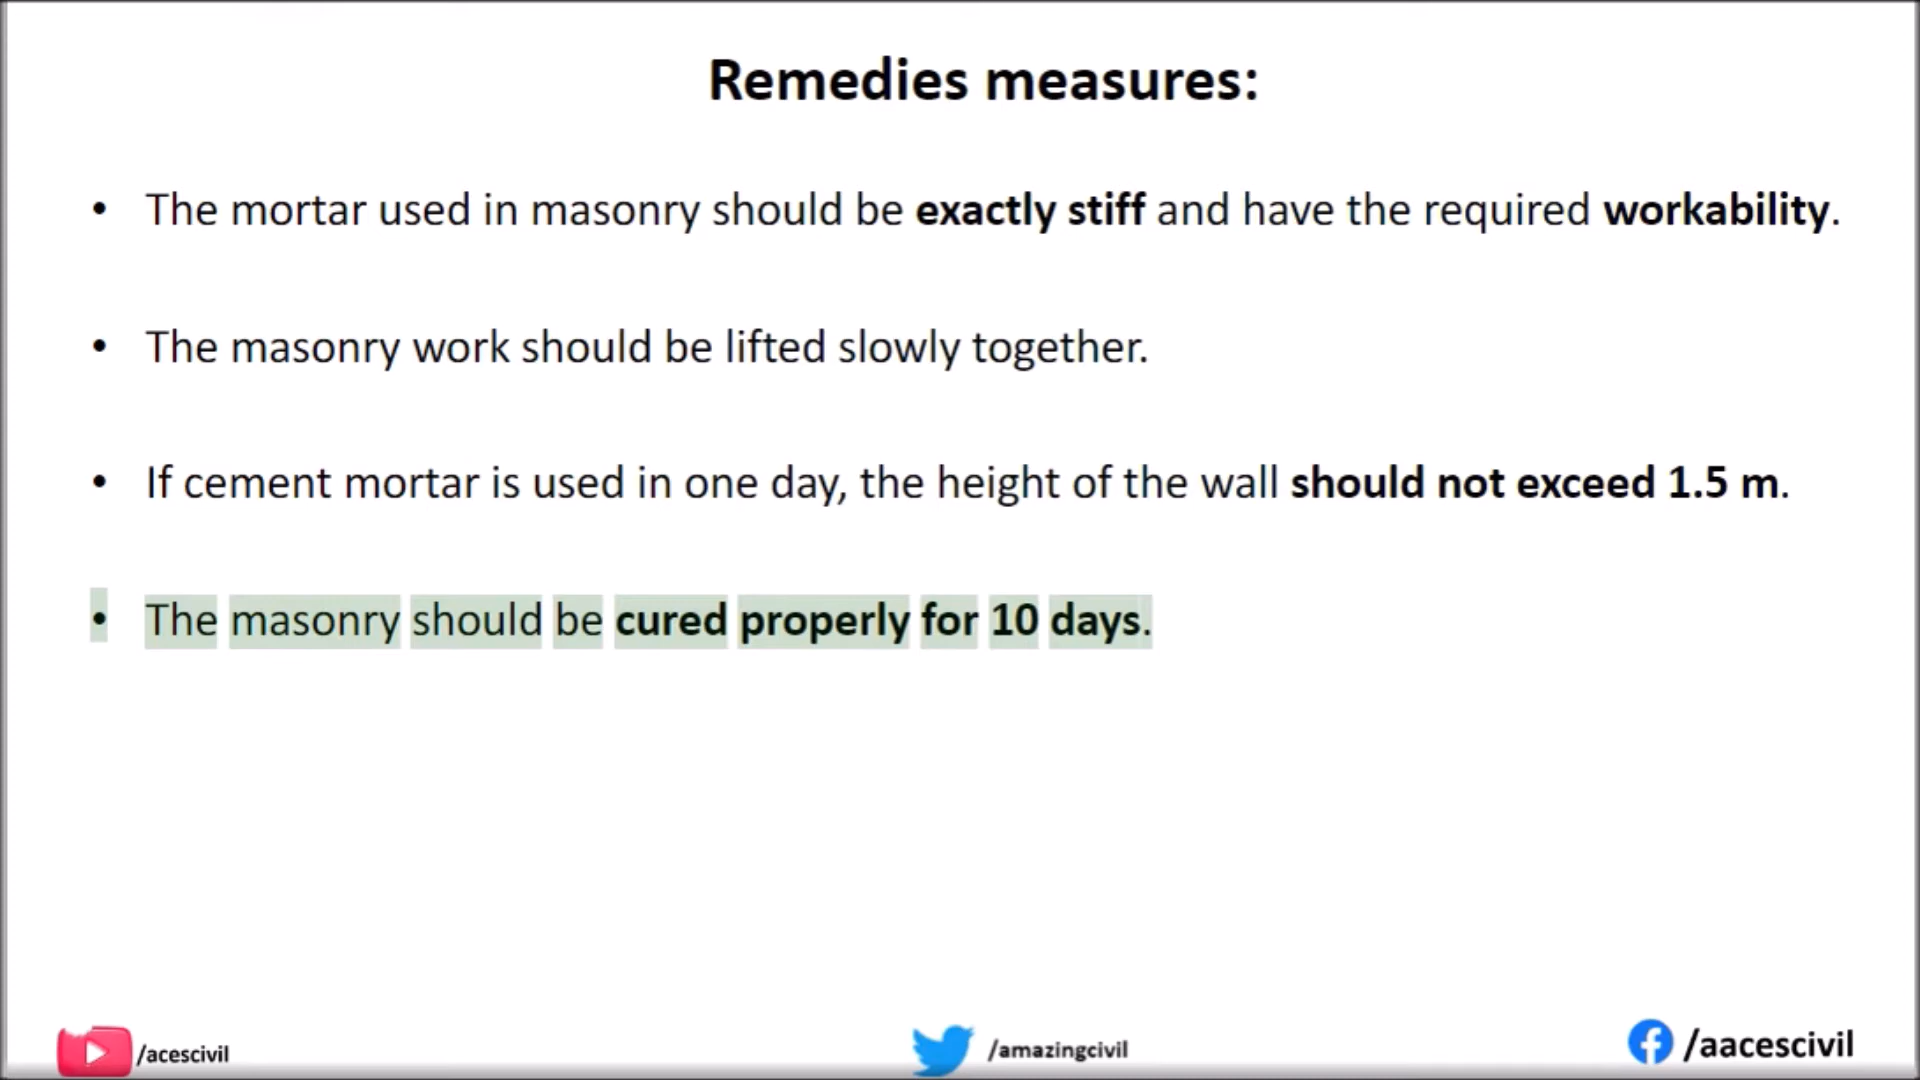 Remedies measures:
• The mortar used in masonry should be exactly stiff and have the required workability.
• The masonry work should be lifted slowly together.
• If cement mortar is used in one day, the height of the wall should not exceed 1.5 m.
• The masonry should be cured properly for 10 days.
/acescivil
/amazingcivil
/aacescivil